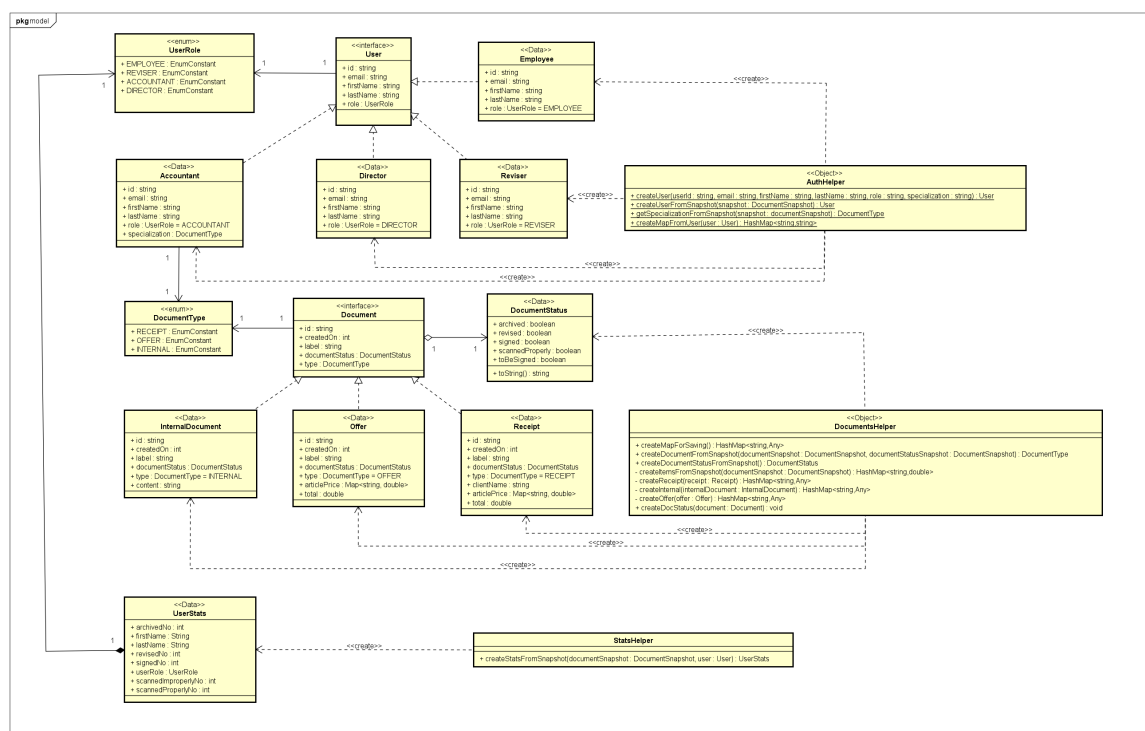 pkg model
<<enum>>
UserRole
+ EMPLOYEE : EnumConstant
+ REVISER : EnumConstant
+ ACCOUNTANT : EnumConstant
+ DIRECTOR : EnumConstant
1
1
1
<<interface>>
User
+ id : string
+ email : string
+ firstName : string
+ lastName : string
+ role : UserRole
<<Data>>
Employee
+ id : string
+ email : string
+ firstName : string
+ lastName : string
+ role : UserRole = EMPLOYEE
<<create>>
<<Data>>
Accountant
+ id : string
+ email : string
+ firstName : string
+ lastName : string
+ role : UserRole = ACCOUNTANT
+ specialization : DocumentType
<<Data>>
Director
+ id : string
+ email : string
+ firstName : string
+ lastName : string
+ role : UserRole = DIRECTOR
<<Data>>
Reviser
+ id : string
+ email : string
+ firstName : string
+ lastName : string
+ role : UserRole = REVISER
<<create>>
<<Object>>
AuthHelper
+ createUser(userId : string, email : string, firstName : string, lastName : string, role : string, specialization : string) : User
+ createUserFromSnapshot(snapshot : DocumentSnapshot) : User
+ getSpecializationFromSnapshot(snapshot : documentSnapshot) : DocumentType
+ createMapFromUser(user : User) : HashMap<string,string>
<<create>>
<<create>>
1
1
<<enum>>
DocumentType
+ RECEIPT : EnumConstant
+ OFFER : EnumConstant
+ INTERNAL : EnumConstant
1
1
<<interface>>
Document
+ id : string
+ createdOn : int
+ label : string
+ documentStatus : DocumentStatus
+ type : DocumentType
1
1
<<Data>>
DocumentStatus
+ archived : boolean
+ revised : boolean
+ signed : boolean
+ scannedProperly : boolean
+ toBeSigned : boolean
+ toString() : string
<<create>>
<<Data>>
InternalDocument
+ id : string
+ createdOn : int
+ label : string
+ documentStatus : DocumentStatus
+ type : DocumentType = INTERNAL
+ content : string
<<Data>>
Offer
+ id : string
+ createdOn : int
+ label : string
+ documentStatus : DocumentStatus
+ type : DocumentType = OFFER
+ articlePrice : Map<string, double>
+ total : double
<<Data>>
Receipt
+ id : string
+ createdOn : int
+ label : string
+ documentStatus : DocumentStatus
+ type : DocumentType = RECEIPT
+ clientName : string
+ articlePrice : Map<string, double>
+ total : double
<<Object>>
DocumentsHelper
+ createMapForSaving() : HashMap<string,Any>
+ createDocumentFromSnapshot(documentSnapshot : DocumentSnapshot, documentStatusSnapshot : DocumentSnapshot) : DocumentType
+ createDocumentStatusFromSnapshot() : DocumentStatus
- createItemsFromSnapshot(documentSnapshot : DocumentSnapshot) : HashMap<string,double>
- createReceipt(receipt : Receipt) : HashMap<string,Any>
- createInternal(internalDocument : InternalDocument) : HashMap<string,Any>
- createOffer(offer : Offer) : HashMap<string,Any>
+ createDocStatus(document : Document) : void
<<create>>
<<create>>
<<create>>
1
<<Data>>
UserStats
+ archivedNo : int
+ firstName : String
+ lastName : String
+ revisedNo : int
+ signedNo : int
+ userRole : UserRole
+ scannedImproperlyNo : int
+ scannedProperlyNo : int
<<create>>
StatsHelper
+ createStatsFromSnapshot(documentSnapshot : DocumentSnapshot, user : User) : UserStats